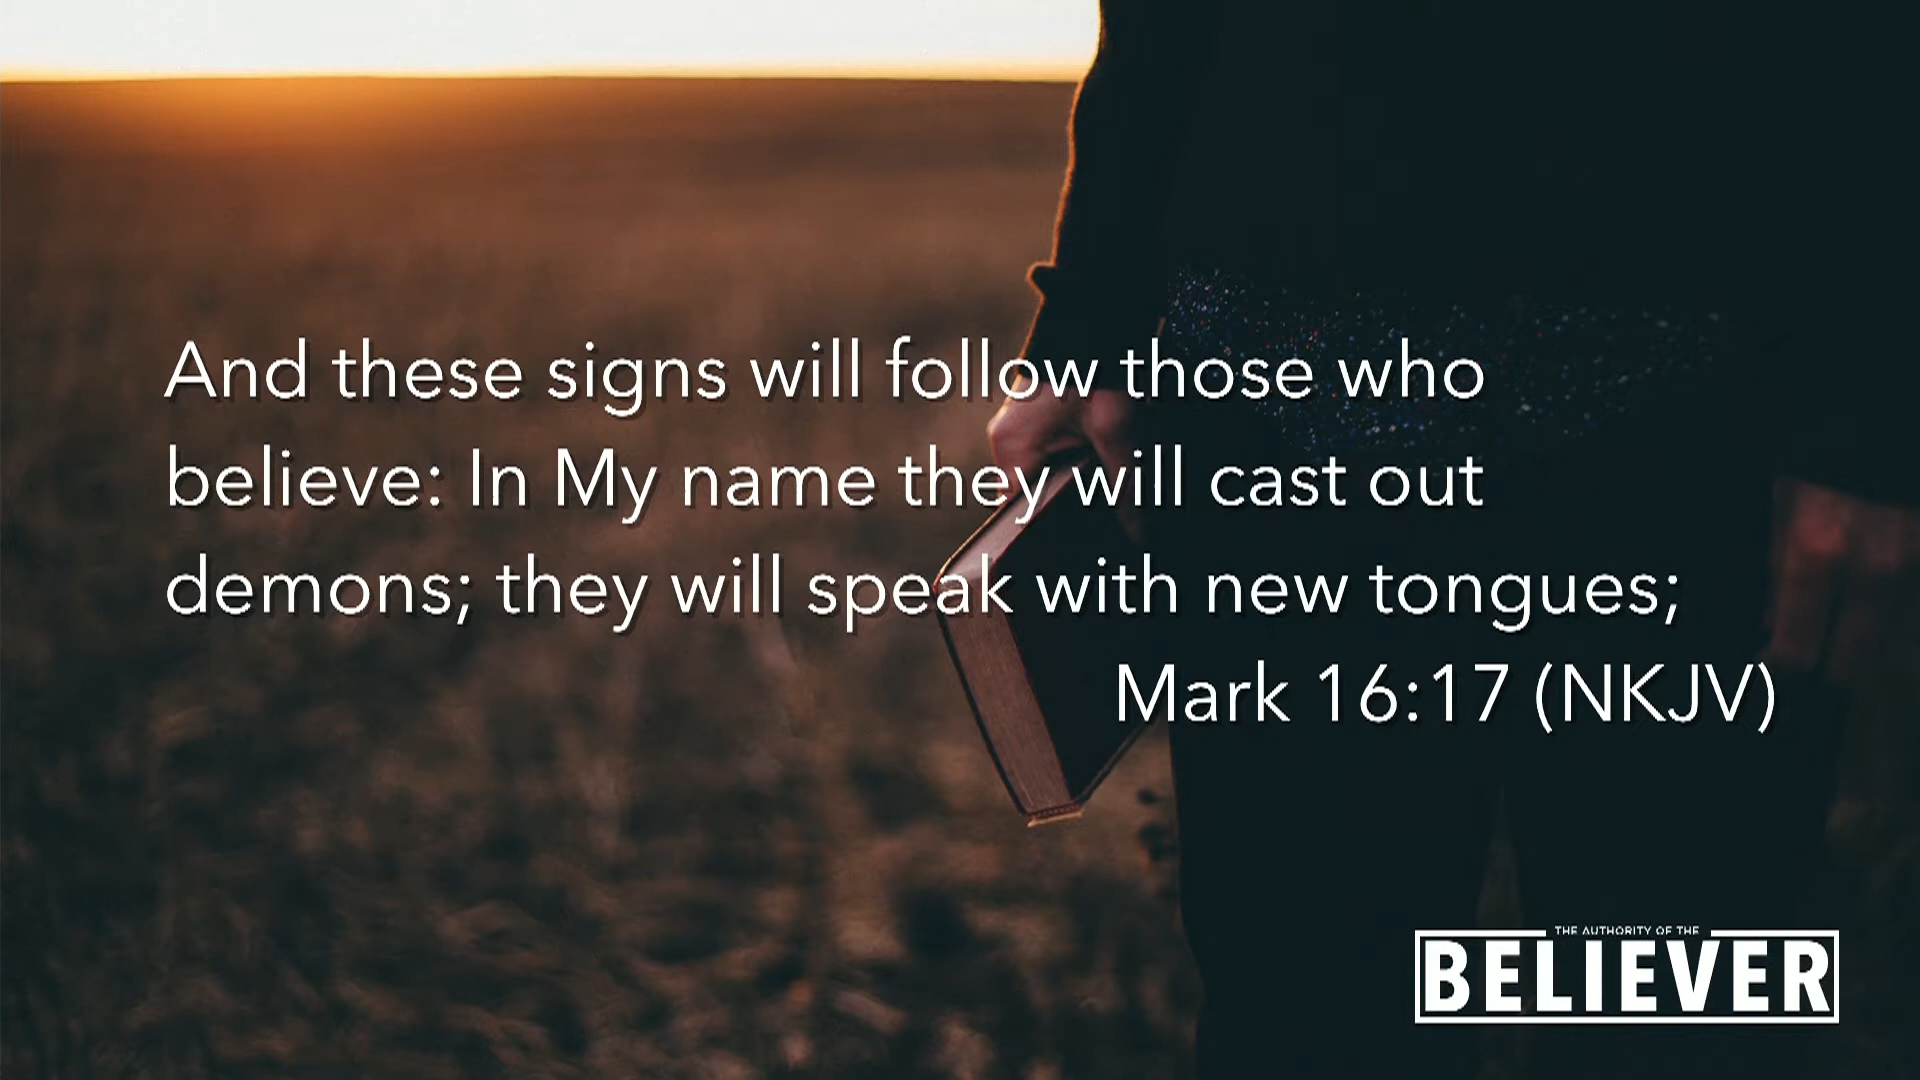 And these signs will follow those who
believe: In My name they will cast out
demons; they will speak with new tongues;
Mark 16:17 (NKJV)
THE AUTHORITY OF THE
BELIEVER